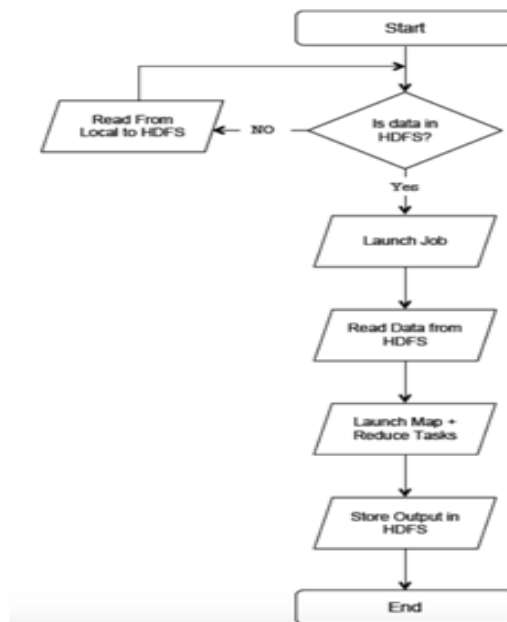 Start
Read From
Local to HDFS
NO
Is data in
HDFS?
Yes
Launch Job
Read Data from
HDFS
Launch Map +
Reduce Tasks
Store Output in
HDFS
End